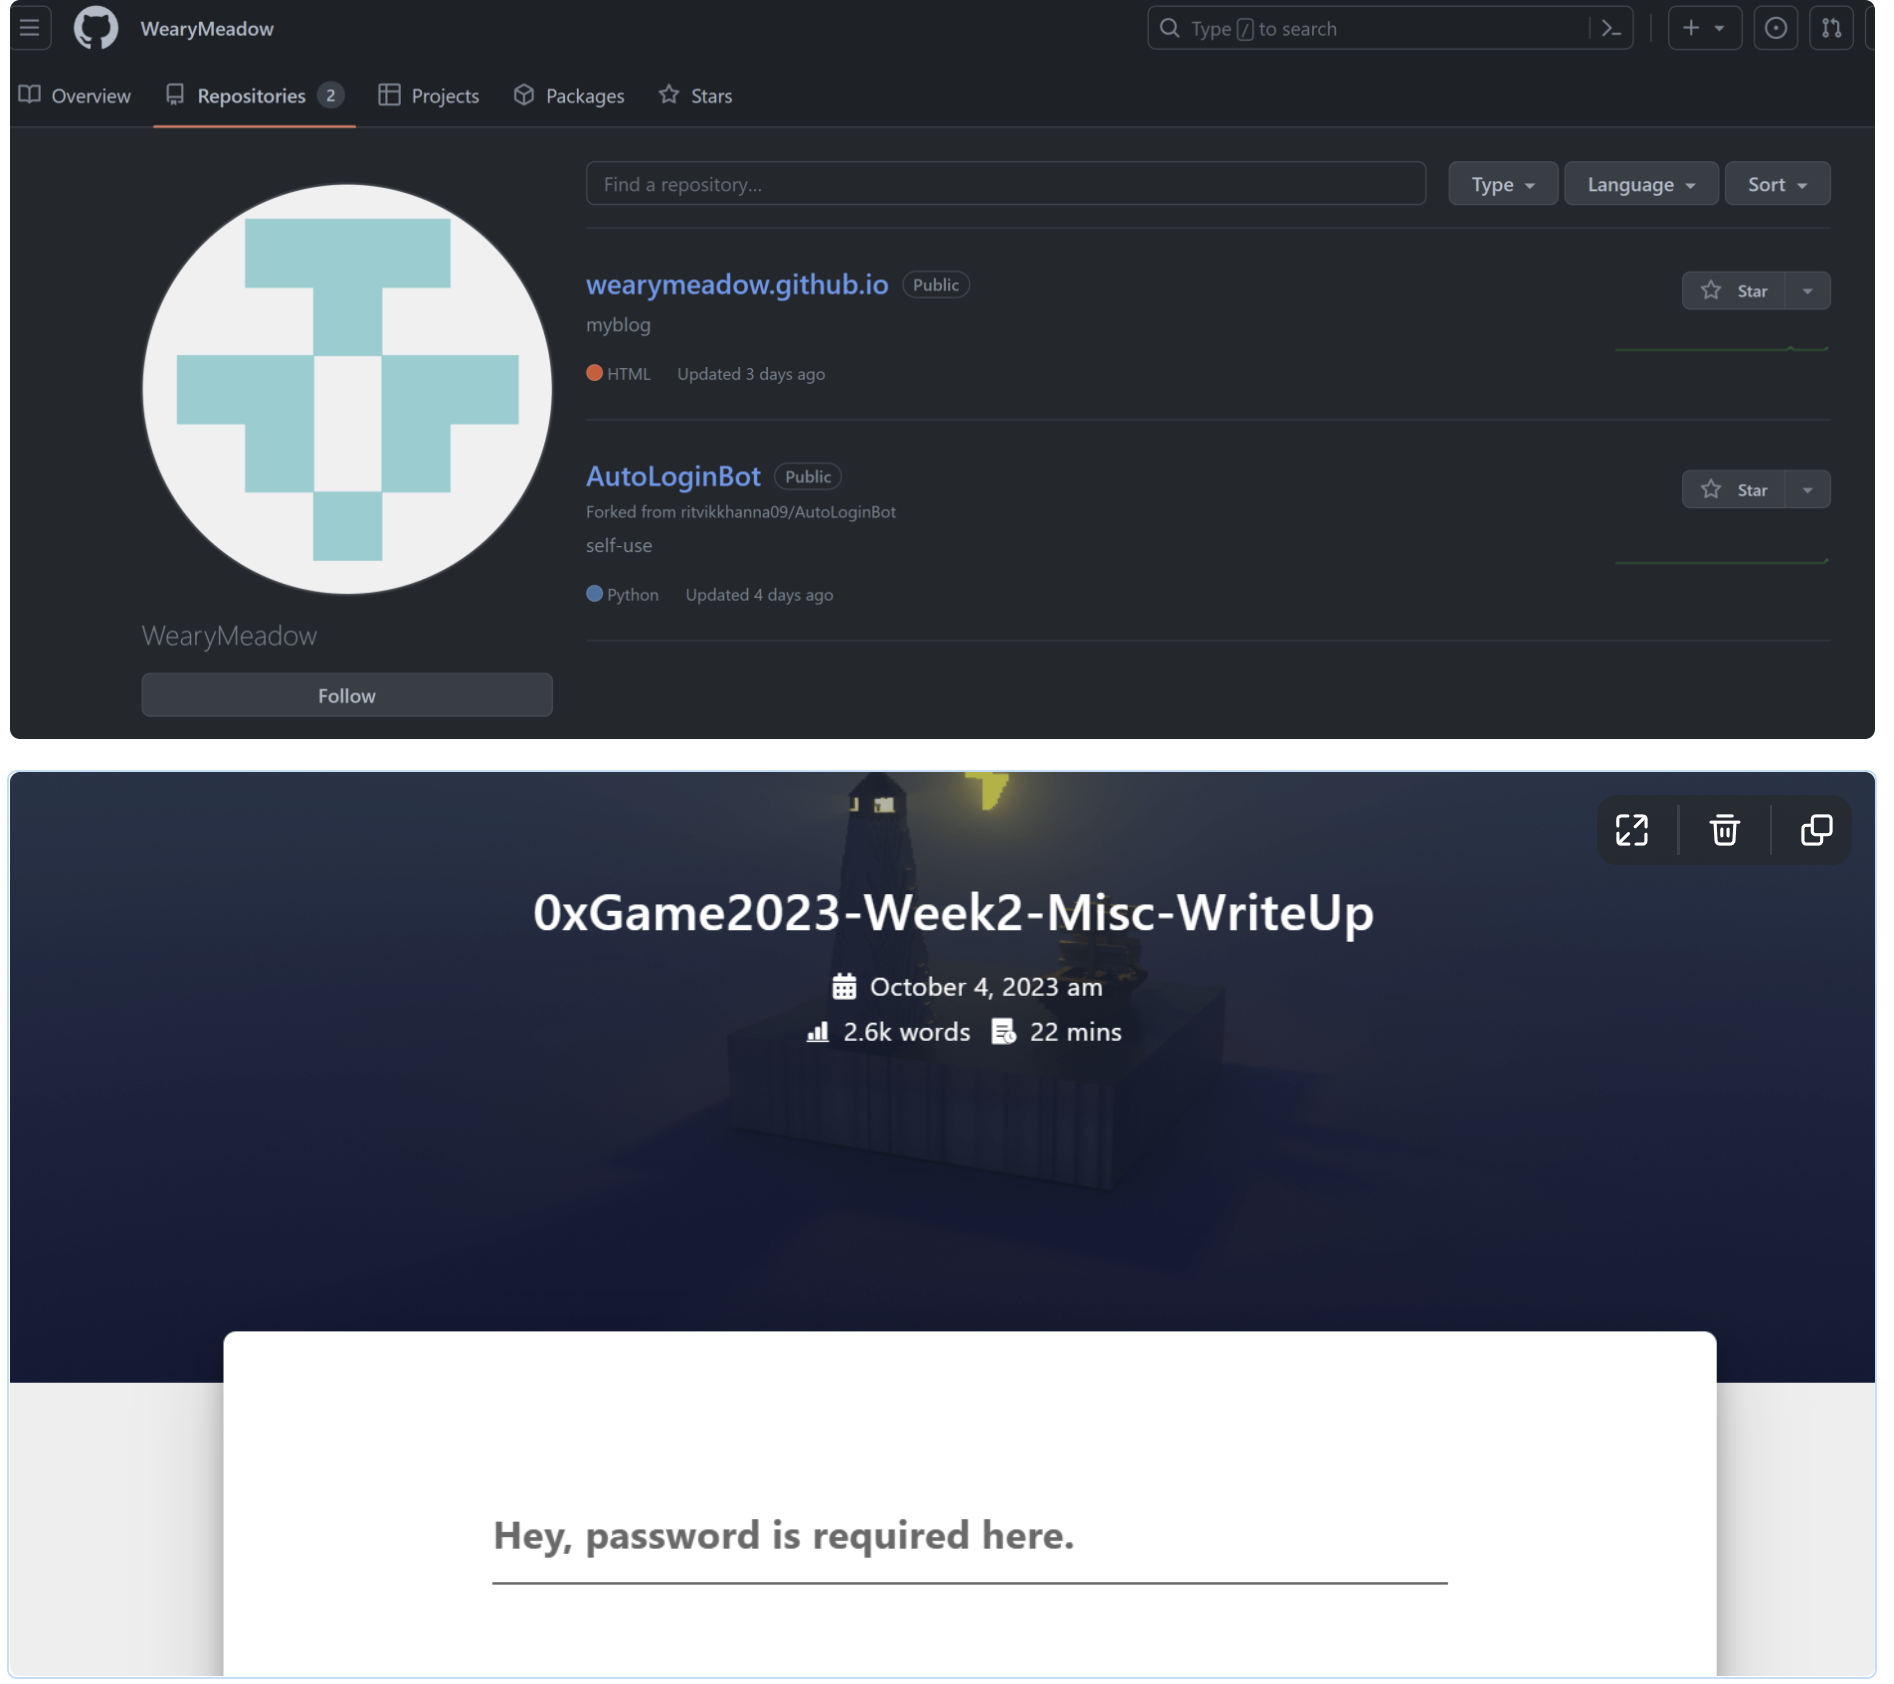 WearyMeadow
Type / to search
Overview Repositories 2 Projects Packages Stars
Find a repository...
Type Language Sort
wearymeadow.github.io Public
Star
myblog
HTML Updated 3 days ago
AutoLoginBot Public
Star
Forked from ritvikkhanna09/AutoLoginBot
self-use
Python Updated 4 days ago
WearyMeadow
Follow
0xGame2023-Week2-Misc-WriteUp
October 4, 2023 am
2.6k words 22 mins
Hey, password is required here.